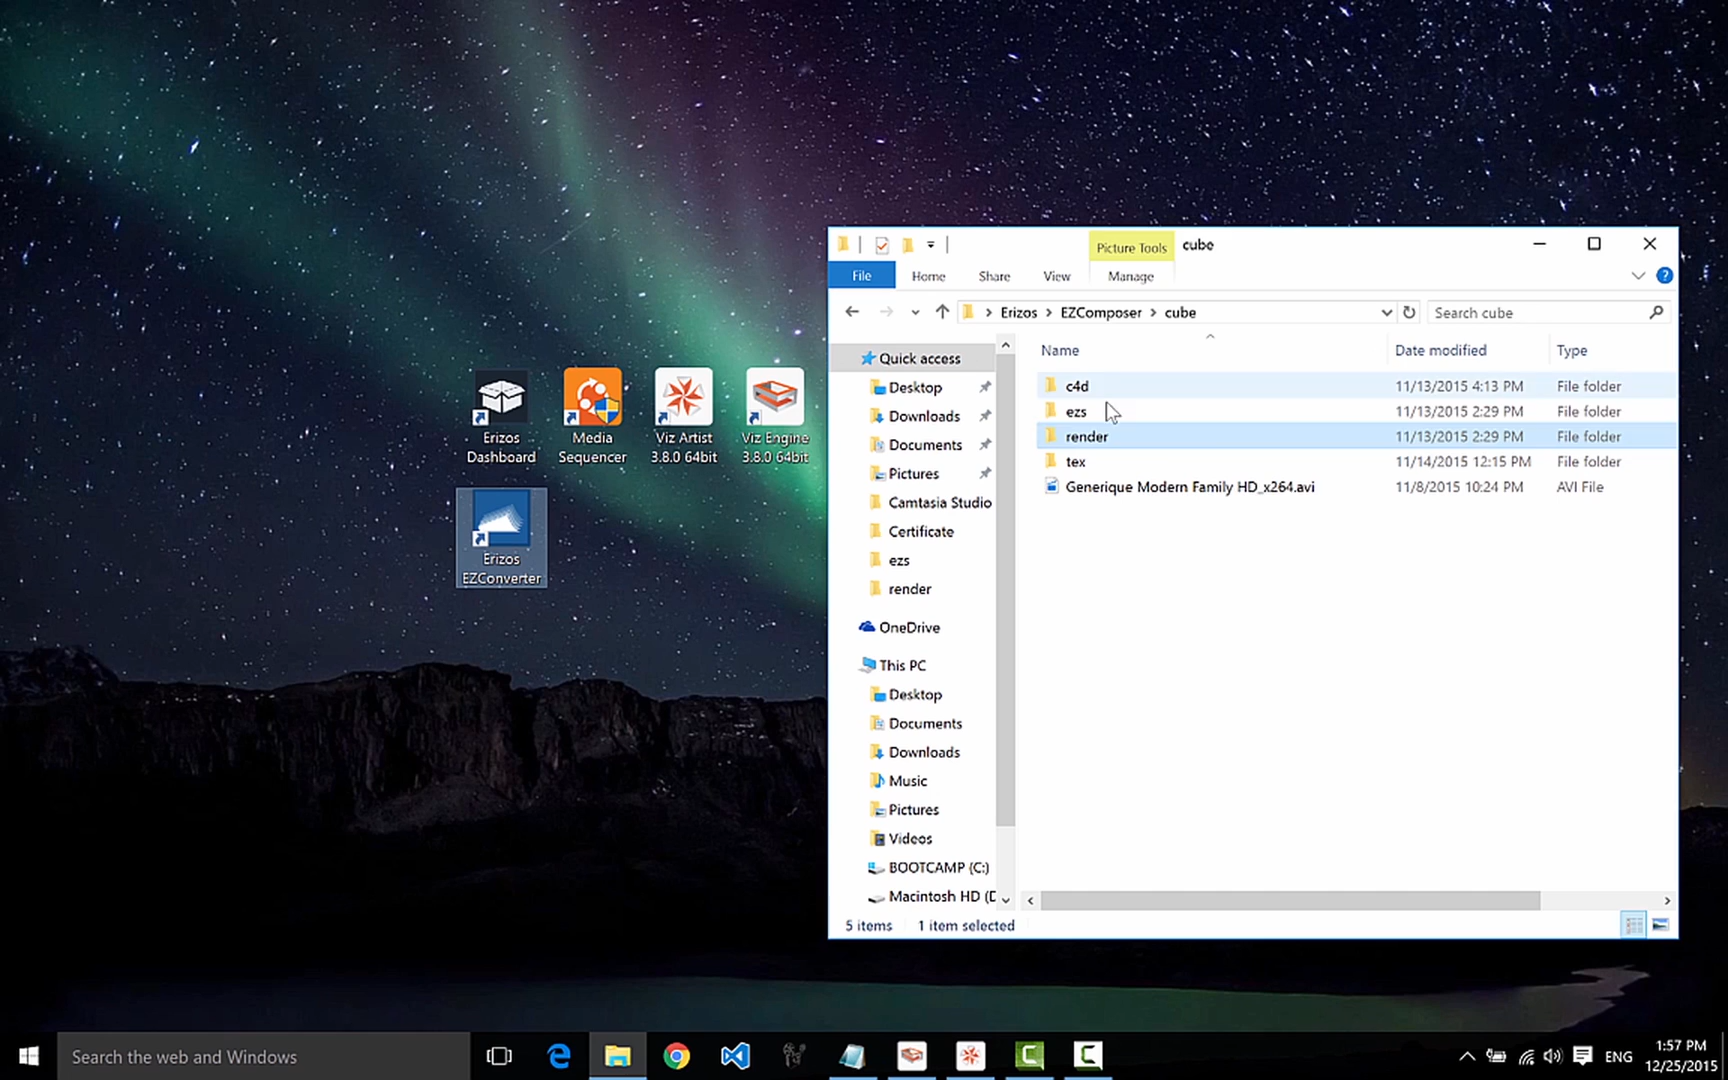 Picture Tools
cube
File
Home
Share
View
Manage
Erizos
EZComposer
cube
Search cube
Quick access
Desktop
Downloads
Documents
Pictures
Camtasia Studio
Certificate
ezs
render
OneDrive
This PC
Desktop
Documents
Downloads
Music
Pictures
Videos
BOOTCAMP (C:)
Macintosh HD (D
Name
Date modified
Type
c4d
11/13/2015 4:13 PM
File folder
ezs
11/13/2015 2:29 PM
File folder
render
11/13/2015 2:29 PM
File folder
tex
11/14/2015 12:15 PM
File folder
Generique Modern Family HD_x264.avi
11/8/2015 10:24 PM
AVI File
5 items
1 item selected
Erizos
Dashboard
Media
Sequencer
Viz Artist
3.8.0 64bit
Viz Engine
3.8.0 64bit
Erizos
EZConverter
Search the web and Windows
ENG
1:57 PM
12/25/2015